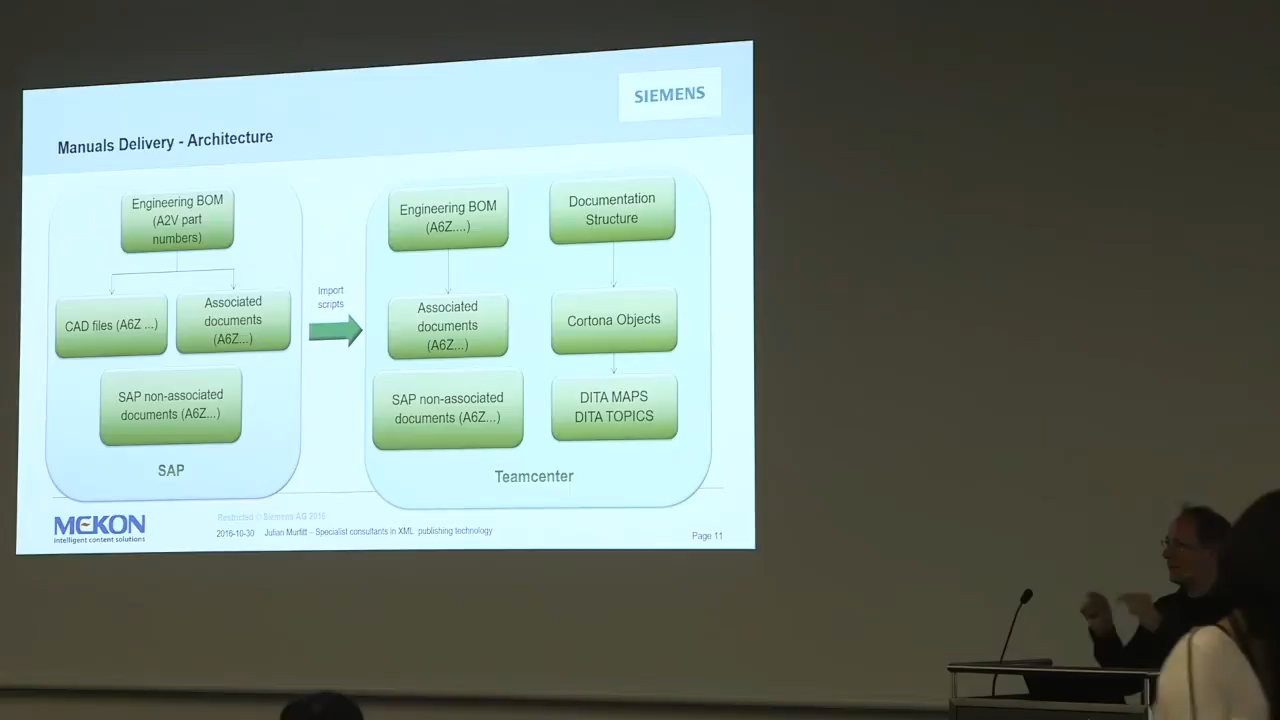 SIEMENS
Manuals Delivery - Architecture
Engineering BOM
(A2V part
numbers)
CAD files (A6Z ...)
Associated
documents
(A6Z...)
SAP non-associated
documents (A6Z...)
SAP
Import
scripts
Engineering BOM
(A6Z....)
Documentation
Structure
Associated
documents
(A6Z...)
Cortona Objects
SAP non-associated
documents (A6Z...)
DITA MAPS
DITA TOPICS
Teamcenter
MEKON
intelligent content solutions
Restricted © Siemens AG 2016
2016-10-30 Julian Murfitt – Specialist consultants in XML publishing technology
Page 11